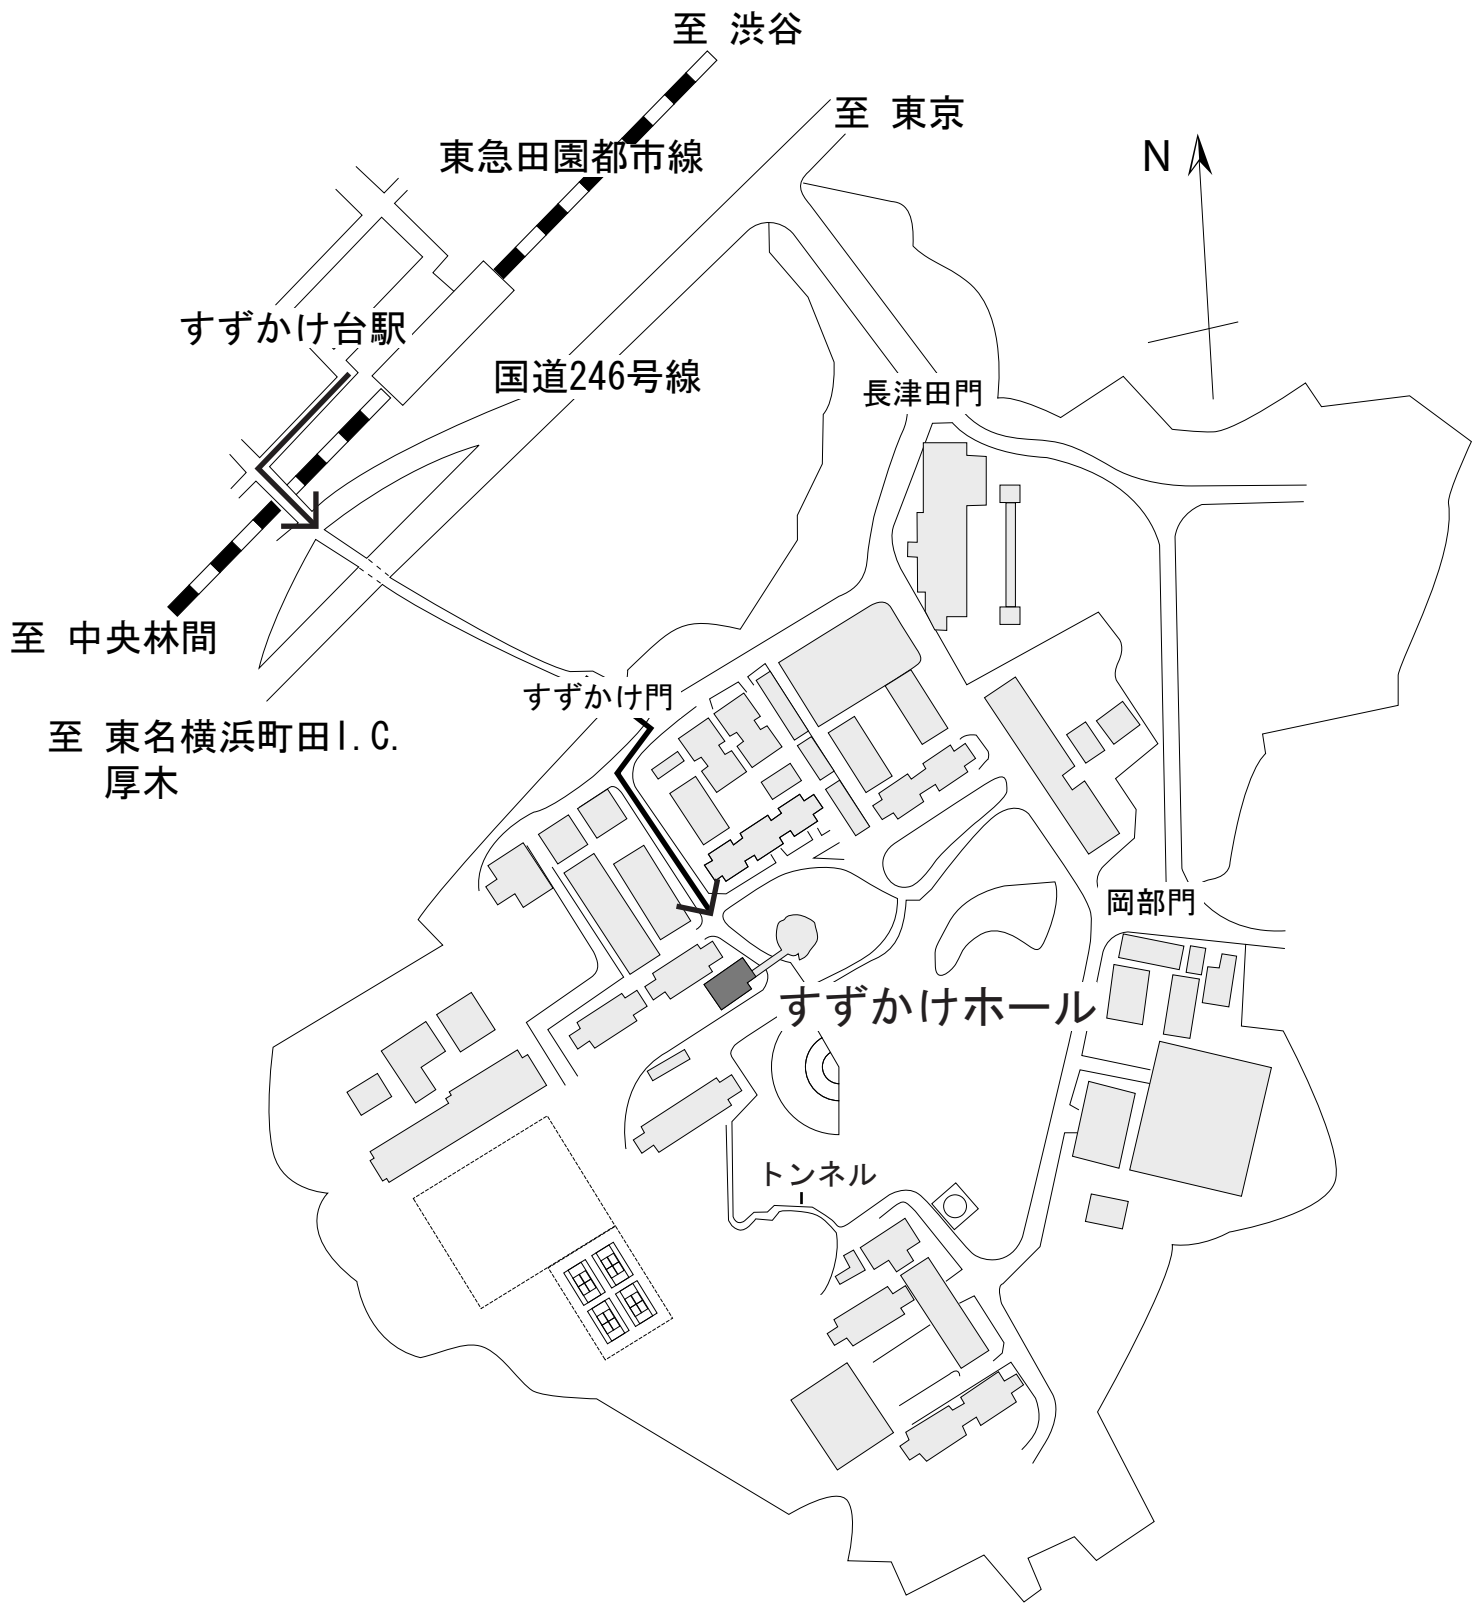 至 渋谷
至 東京
東急田園都市線
N
すずかけ台駅
国道246号線
長津田門
至 中央林間
すずかけ門
至 東名横浜町田I.C.
厚木
岡部門
すずかけホール
トンネル